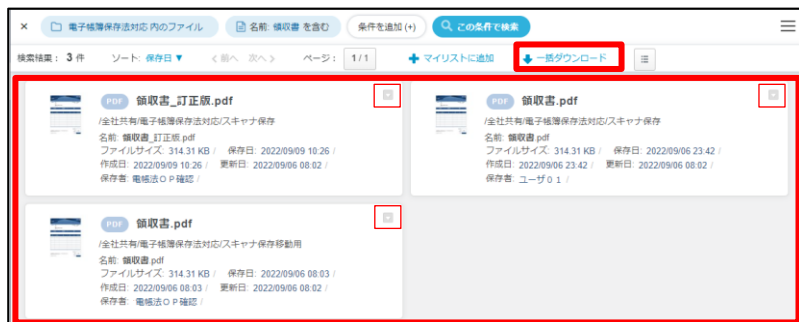 × 電子帳簿保存法対応 内のファイル 名前: 領収書 を含む 条件を追加 (+) この条件で検索
検索結果： 3 件 ソート: 保存日▼ < 前へ 次へ > ページ： 1 / 1 マイリストに追加 一括ダウンロード
PDF 領収書_訂正版.pdf
/全社共有/電子帳簿保存法対応/スキャナ保存
名前: 領収書_訂正版.pdf
ファイルサイズ: 314.31 KB / 保存日: 2022/09/09 10:26 /
作成日: 2022/09/09 10:26 / 更新日: 2022/09/06 08:02 /
保存者: 電帳法ＯＰ確認 /
PDF 領収書.pdf
/全社共有/電子帳簿保存法対応/スキャナ保存
名前: 領収書.pdf
ファイルサイズ: 314.31 KB / 保存日: 2022/09/06 23:42 /
作成日: 2022/09/06 23:42 / 更新日: 2022/09/06 08:02 /
保存者: ユーザ０１ /
PDF 領収書.pdf
/全社共有/電子帳簿保存法対応/スキャナ保存移動用
名前: 領収書.pdf
ファイルサイズ: 314.31 KB / 保存日: 2022/09/06 08:03 /
作成日: 2022/09/06 08:03 / 更新日: 2022/09/06 08:02 /
保存者: 電帳法ＯＰ確認 /